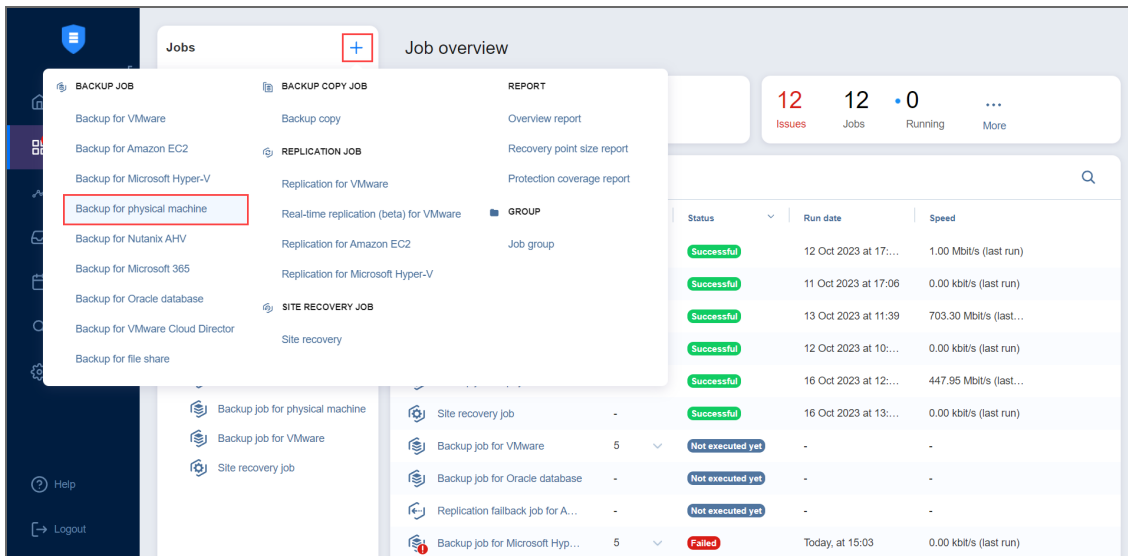 Jobs
+
Job overview
BACKUP JOB
Backup for VMware
Backup for Amazon EC2
Backup for Microsoft Hyper-V
Backup for physical machine
Backup for Nutanix AHV
Backup for Microsoft 365
Backup for Oracle database
Backup for VMware Cloud Director
Backup for file share
BACKUP COPY JOB
Backup copy
REPLICATION JOB
Replication for VMware
Real-time replication (beta) for VMware
Replication for Amazon EC2
Replication for Microsoft Hyper-V
SITE RECOVERY JOB
Site recovery
REPORT
Overview report
Recovery point size report
Protection coverage report
GROUP
Job group
12 12 0 ...
Issues Jobs Running More
Status Run date Speed
Successful 12 Oct 2023 at 17:... 1.00 Mbit/s (last run)
Successful 11 Oct 2023 at 17:06 0.00 kbit/s (last run)
Successful 13 Oct 2023 at 11:39 703.30 Mbit/s (last...
Successful 12 Oct 2023 at 10:... 0.00 kbit/s (last run)
Successful 16 Oct 2023 at 12:... 447.95 Mbit/s (last...
Site recovery job - Successful 16 Oct 2023 at 13:... 0.00 kbit/s (last run)
Backup job for VMware 5 Not executed yet - -
Backup job for Oracle database - Not executed yet - -
Replication failback job for A... - Not executed yet - -
Backup job for Microsoft Hyp... 5 Failed Today, at 15:03 0.00 kbit/s (last run)
Backup job for physical machine
Backup job for VMware
Site recovery job
Help
Logout